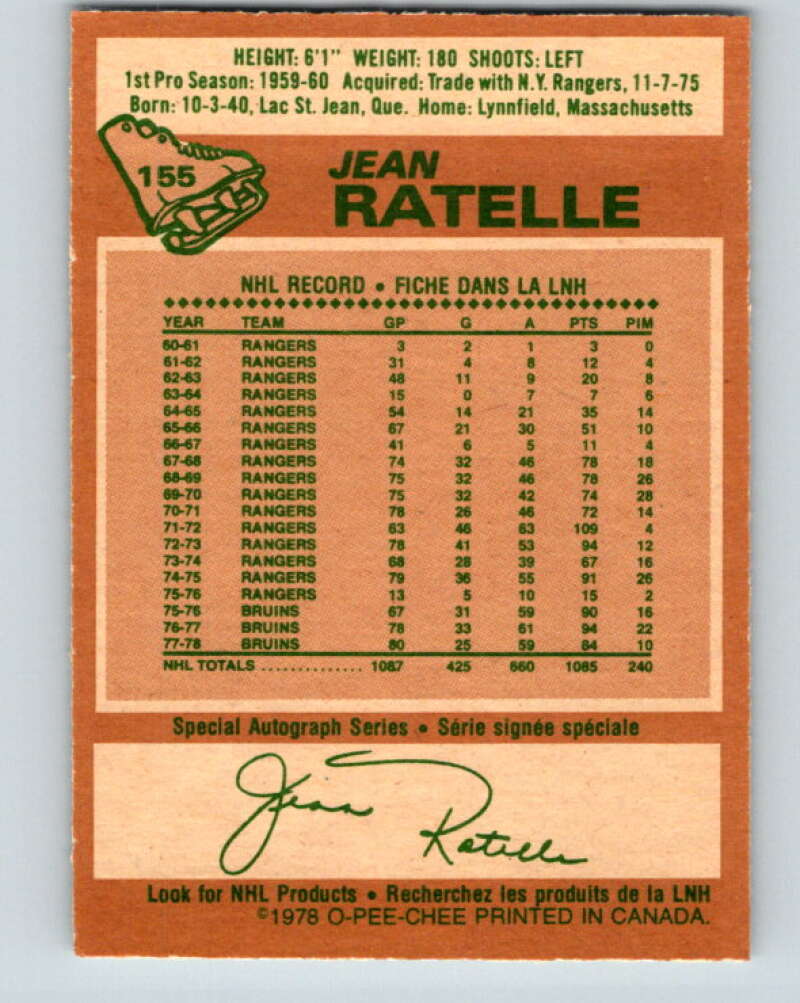 HEIGHT: 6'1" WEIGHT: 180 SHOOTS: LEFT
1st Pro Season: 1959-60 Acquired: Trade with N.Y. Rangers, 11-7-75
Born: 10-3-40, Lac St. Jean, Que. Home: Lynnfield, Massachusetts
155
JEAN
RATELLE
NHL RECORD • FICHE DANS LA LNH
YEAR TEAM GP G A PTS PIM
60-61 RANGERS 3 2 1 3 0
61-62 RANGERS 31 4 8 12 4
62-63 RANGERS 48 11 9 20 8
63-64 RANGERS 15 0 7 7 6
64-65 RANGERS 54 14 21 35 14
65-66 RANGERS 67 21 30 51 10
66-67 RANGERS 41 6 5 11 4
67-68 RANGERS 74 32 46 78 18
68-69 RANGERS 75 32 46 78 26
69-70 RANGERS 75 32 42 74 28
70-71 RANGERS 78 26 46 72 14
71-72 RANGERS 63 46 63 109 4
72-73 RANGERS 78 41 53 94 12
73-74 RANGERS 68 28 39 67 16
74-75 RANGERS 79 36 55 91 26
75-76 RANGERS 13 5 10 15 2
75-76 BRUINS 67 31 59 90 16
76-77 BRUINS 78 33 61 94 22
77-78 BRUINS 80 25 59 84 10
NHL TOTALS .............. 1087 425 660 1085 240
Special Autograph Series • Série signée spéciale
Jean Ratelle
Look for NHL Products • Recherchez les produits de la LNH
©1978 O-PEE-CHEE PRINTED IN CANADA.